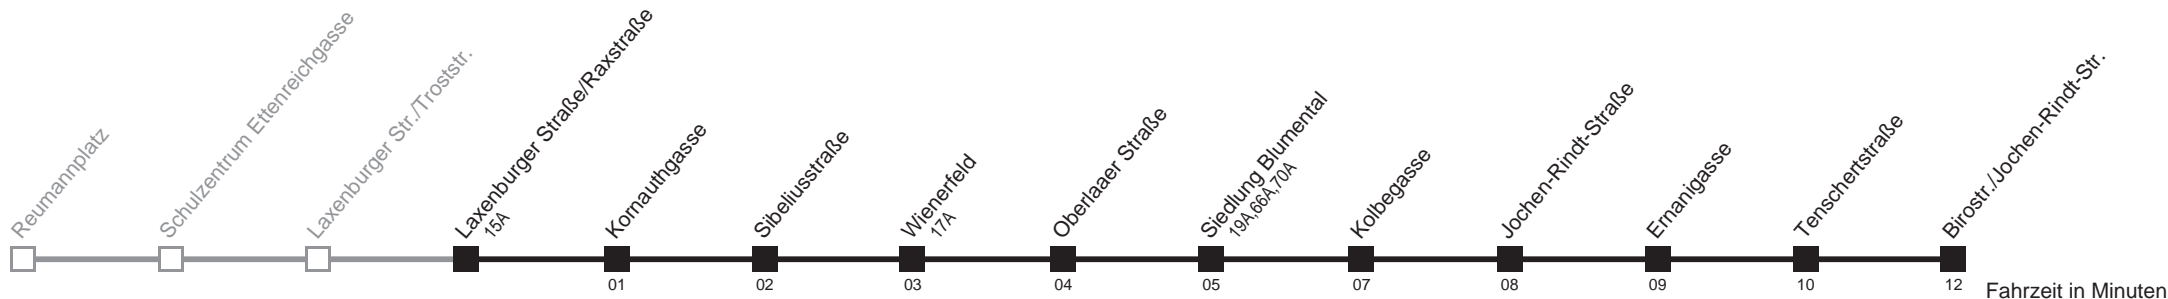 Reumannplatz
Schulzentrum Ettenreichgasse
Laxenburger Str./Troststr.
Laxenburger Straße/Raxstraße
15A
Kornauthgasse
01
Sibeliusstraße
02
Wienerfeld
17A
03
Oberlaaer Straße
04
Siedlung Blumental
19A,66A,70A
05
Kolbegasse
07
Jochen-Rindt-Straße
08
Ernanigasse
09
Tenschertstraße
10
Birostr./Jochen-Rindt-Str.
12
Fahrzeit in Minuten